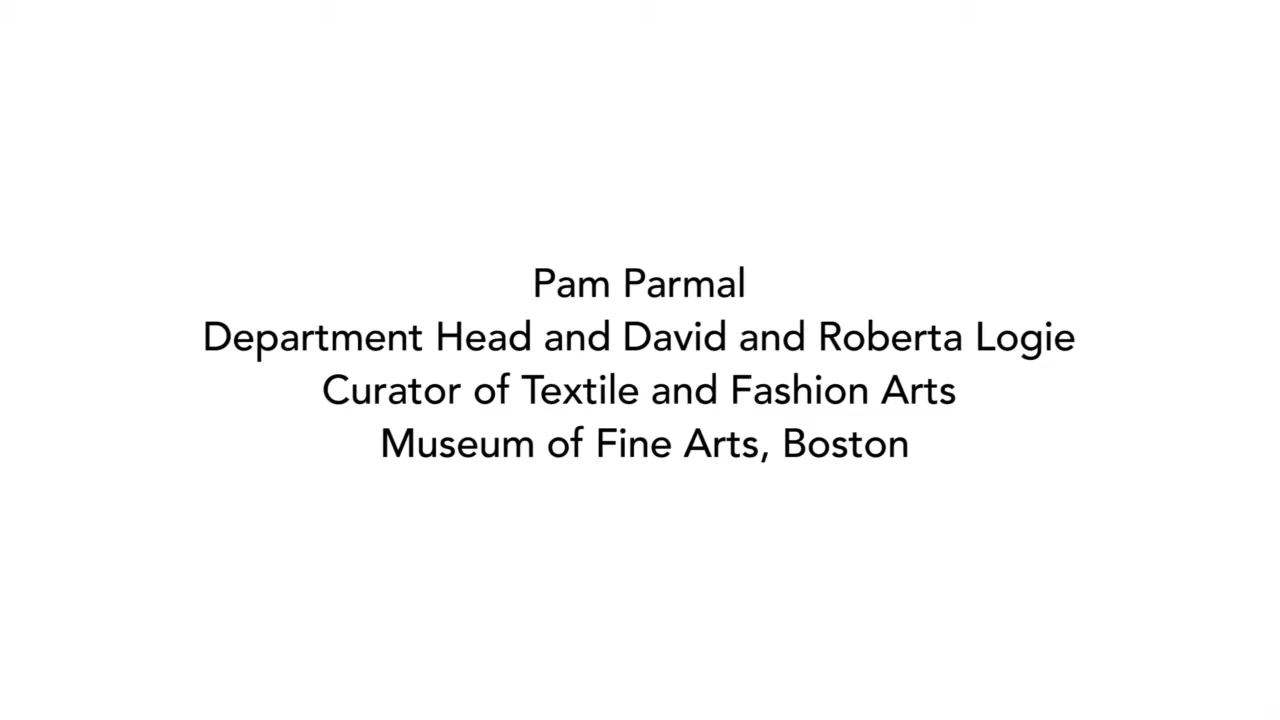 Pam Parmal
Department Head and David and Roberta Logie
Curator of Textile and Fashion Arts
Museum of Fine Arts, Boston